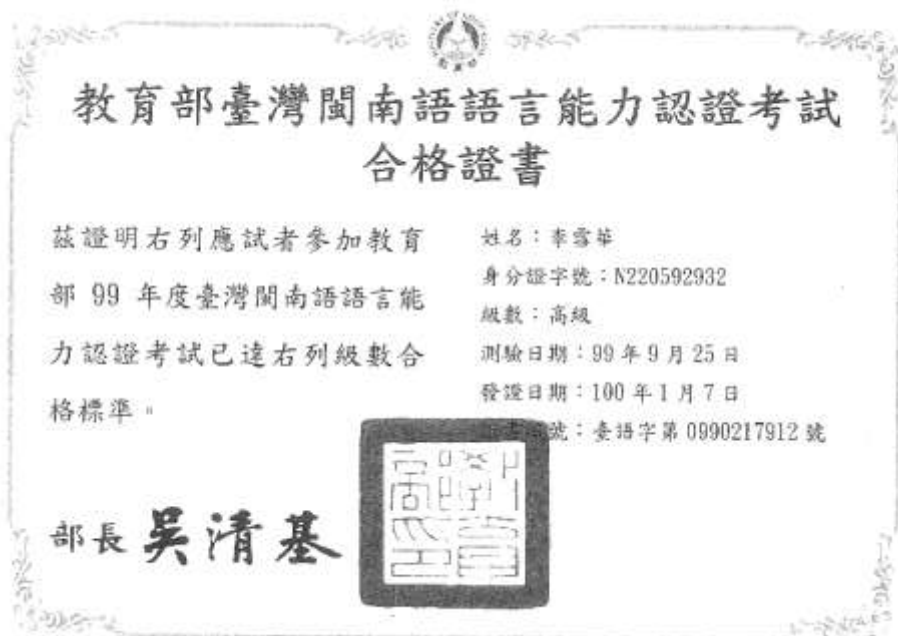 教育部臺灣閩南語語言能力認證考試
合格證書
茲證明右列應試者參加教育
部 99 年度臺灣閩南語語言能
力認證考試已達右列級數合
格標準。
姓名：李雪華
身分證字號：N220592932
級數：高級
測驗日期：99 年 9 月 25 日
發證日期：100 年 1 月 7 日
號：臺語字第 0990217912 號
部長 吳清基